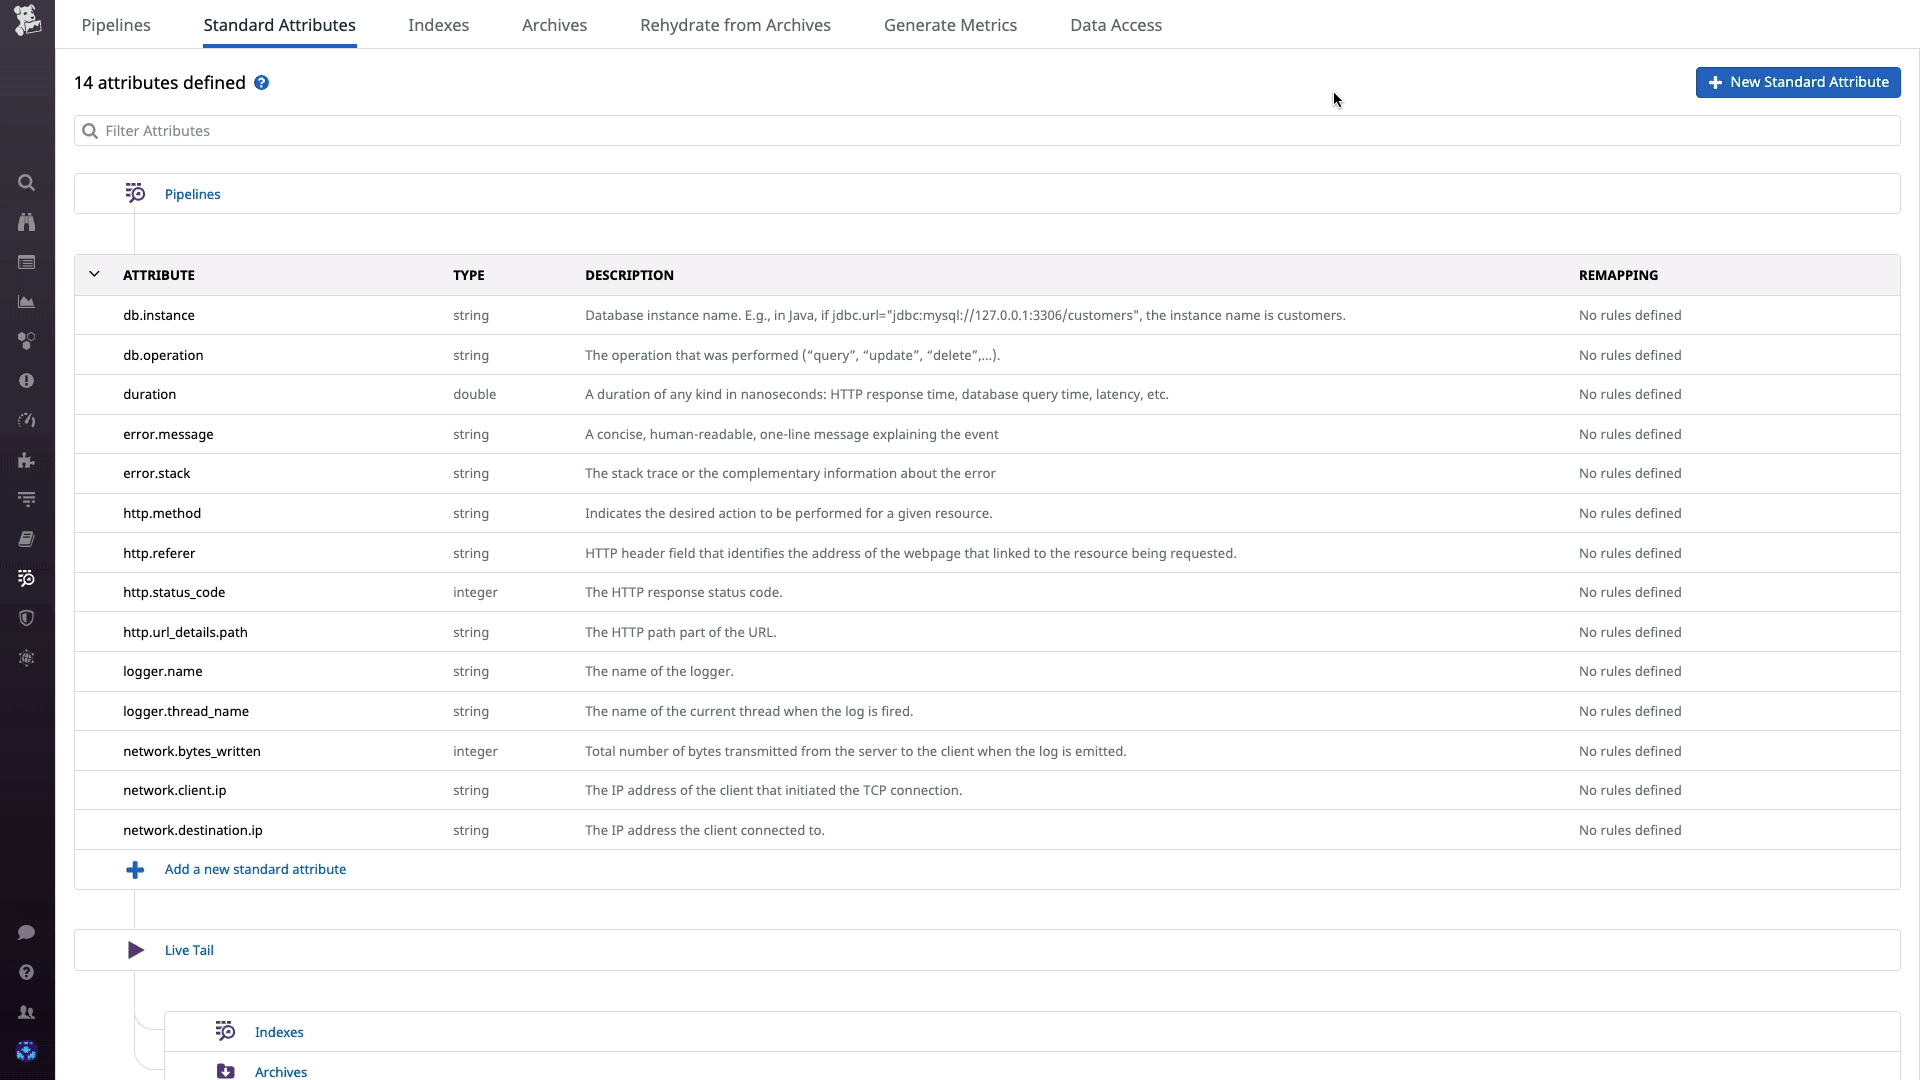 Pipelines Standard Attributes Indexes Archives Rehydrate from Archives Generate Metrics Data Access
14 attributes defined ?
+ New Standard Attribute
Filter Attributes
Pipelines
ATTRIBUTE TYPE DESCRIPTION REMAPPING
db.instance string Database instance name. E.g., in Java, if jdbc.url="jdbc:mysql://127.0.0.1:3306/customers", the instance name is customers. No rules defined
db.operation string The operation that was performed (“query”, “update”, “delete”,...). No rules defined
duration double A duration of any kind in nanoseconds: HTTP response time, database query time, latency, etc. No rules defined
error.message string A concise, human-readable, one-line message explaining the event No rules defined
error.stack string The stack trace or the complementary information about the error No rules defined
http.method string Indicates the desired action to be performed for a given resource. No rules defined
http.referer string HTTP header field that identifies the address of the webpage that linked to the resource being requested. No rules defined
http.status_code integer The HTTP response status code. No rules defined
http.url_details.path string The HTTP path part of the URL. No rules defined
logger.name string The name of the logger. No rules defined
logger.thread_name string The name of the current thread when the log is fired. No rules defined
network.bytes_written integer Total number of bytes transmitted from the server to the client when the log is emitted. No rules defined
network.client.ip string The IP address of the client that initiated the TCP connection. No rules defined
network.destination.ip string The IP address the client connected to. No rules defined
Add a new standard attribute
Live Tail
Indexes
Archives